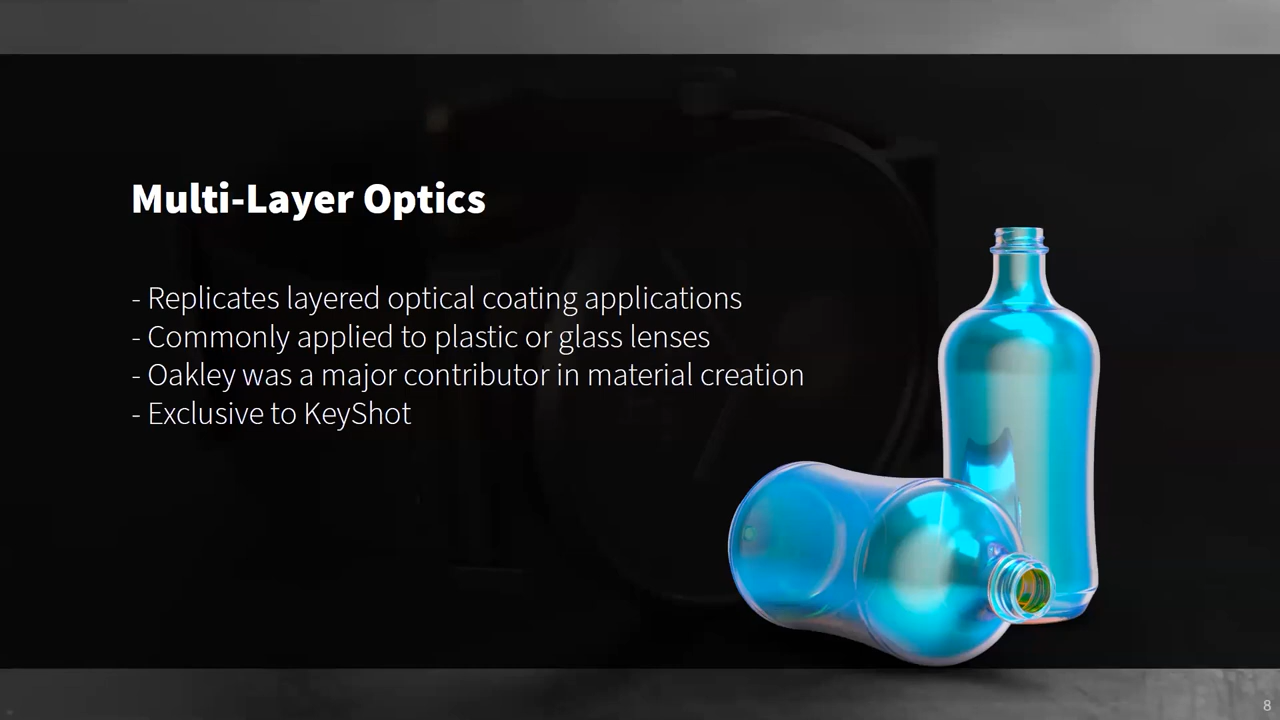 Multi-Layer Optics
- Replicates layered optical coating applications
- Commonly applied to plastic or glass lenses
- Oakley was a major contributor in material creation
- Exclusive to KeyShot
8